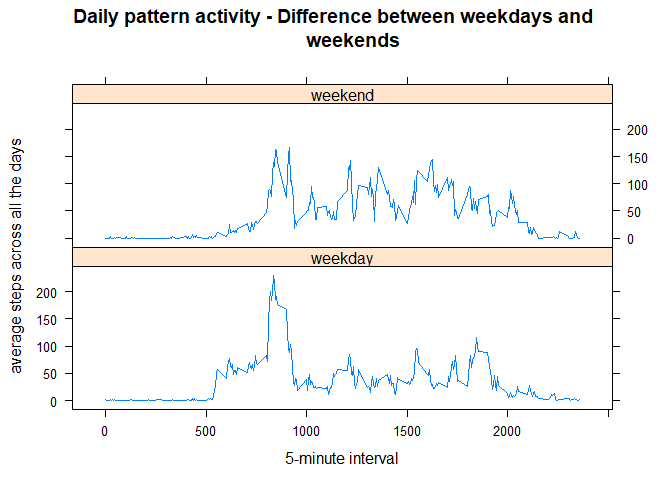 Daily pattern activity - Difference between weekdays and
weekends
weekend
200
150
100
50
0
average steps across all the days
weekday
200
150
100
50
0
0 500 1000 1500 2000
5-minute interval